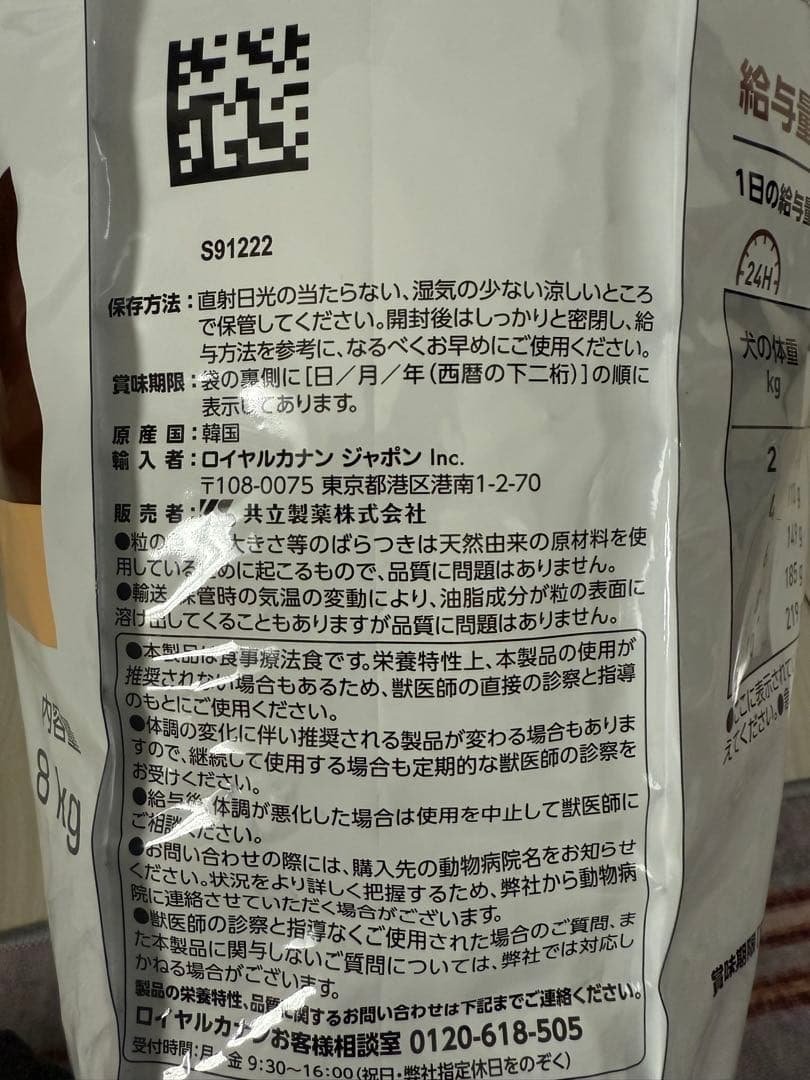 S91222
保存方法：直射日光の当たらない、湿気の少ない涼しいところ
で保管してください。開封後はしっかりと密閉し、給
与方法を参考に、なるべくお早めにご使用ください。
賞味期限：袋の裏側に［日／月／年（西暦の下二桁）］の順に
表示してあります。
原産国：韓国
輸入者：ロイヤルカナン ジャポン Inc.
〒108-0075 東京都港区港南1-2-70
販売者： 共立製薬株式会社
●粒の 大きさ等のばらつきは天然由来の原材料を使
用しているために起こるもので、品質に問題はありません。
●輸送 保管時の気温の変動により、油脂成分が粒の表面に
溶け出してくることもありますが品質に問題はありません。
●本製品は食事療法食です。栄養特性上、本製品の使用が
推奨されない場合もあるため、獣医師の直接の診察と指導
のもとにご使用ください。
●体調の変化に伴い推奨される製品が変わる場合もありま
すので、継続して使用する場合も定期的な獣医師の診察を
お受けください。
●給与後、体調が悪化した場合は使用を中止して獣医師に
ご相談ください。
●お問い合わせの際には、購入先の動物病院名をお知らせ
ください。状況をより詳しく把握するため、弊社から動物病
院に連絡させていただく場合がございます。
●獣医師の診察と指導なくご使用された場合のご質問、ま
た本製品に関与しないご質問については、弊社では対応し
かねる場合がございます。
製品の栄養特性、品質に関するお問い合わせは下記までご連絡ください。
ロイヤルカナンお客様相談室 0120-618-505
受付時間：月 金 9:30～16:00（祝日・弊社指定休日をのぞく）
内容量
8 kg
給与量
1日の給与量
24H
犬の体重
kg
2
4
149 g
185 g
219
●ここに表示されて
えてください。●
賞味期限